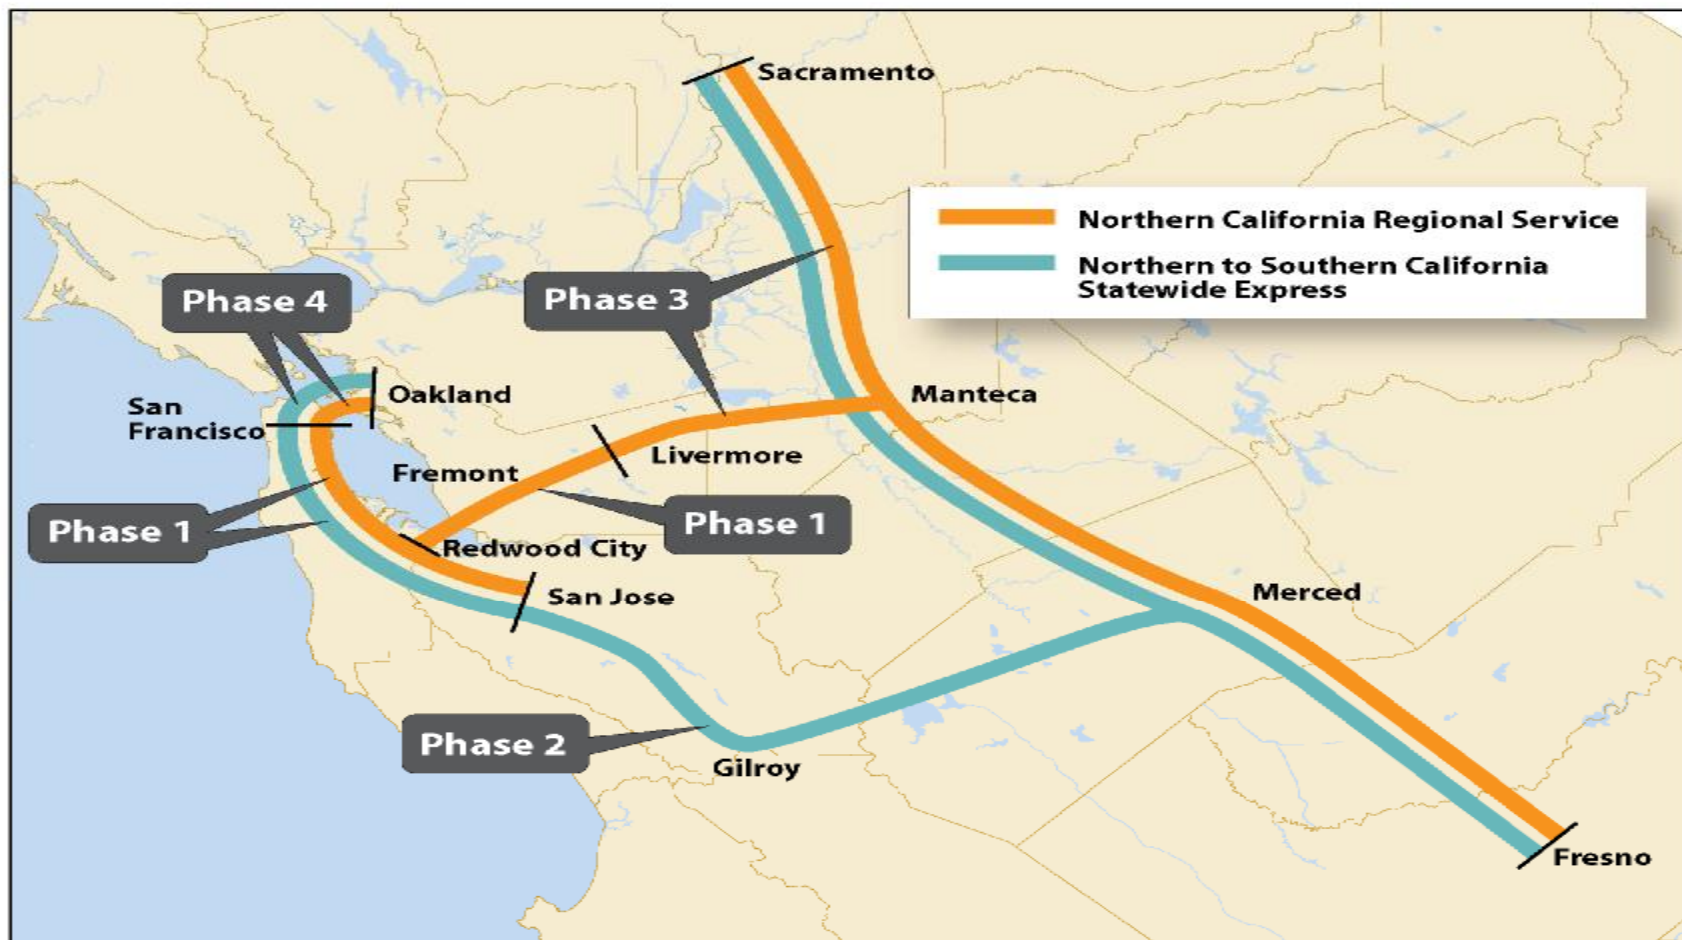 Sacramento
Northern California Regional Service
Northern to Southern California
Statewide Express
Phase 4
Phase 3
Oakland
Manteca
San
Francisco
Livermore
Fremont
Phase 1
Phase 1
Redwood City
San Jose
Merced
Phase 2
Gilroy
Fresno